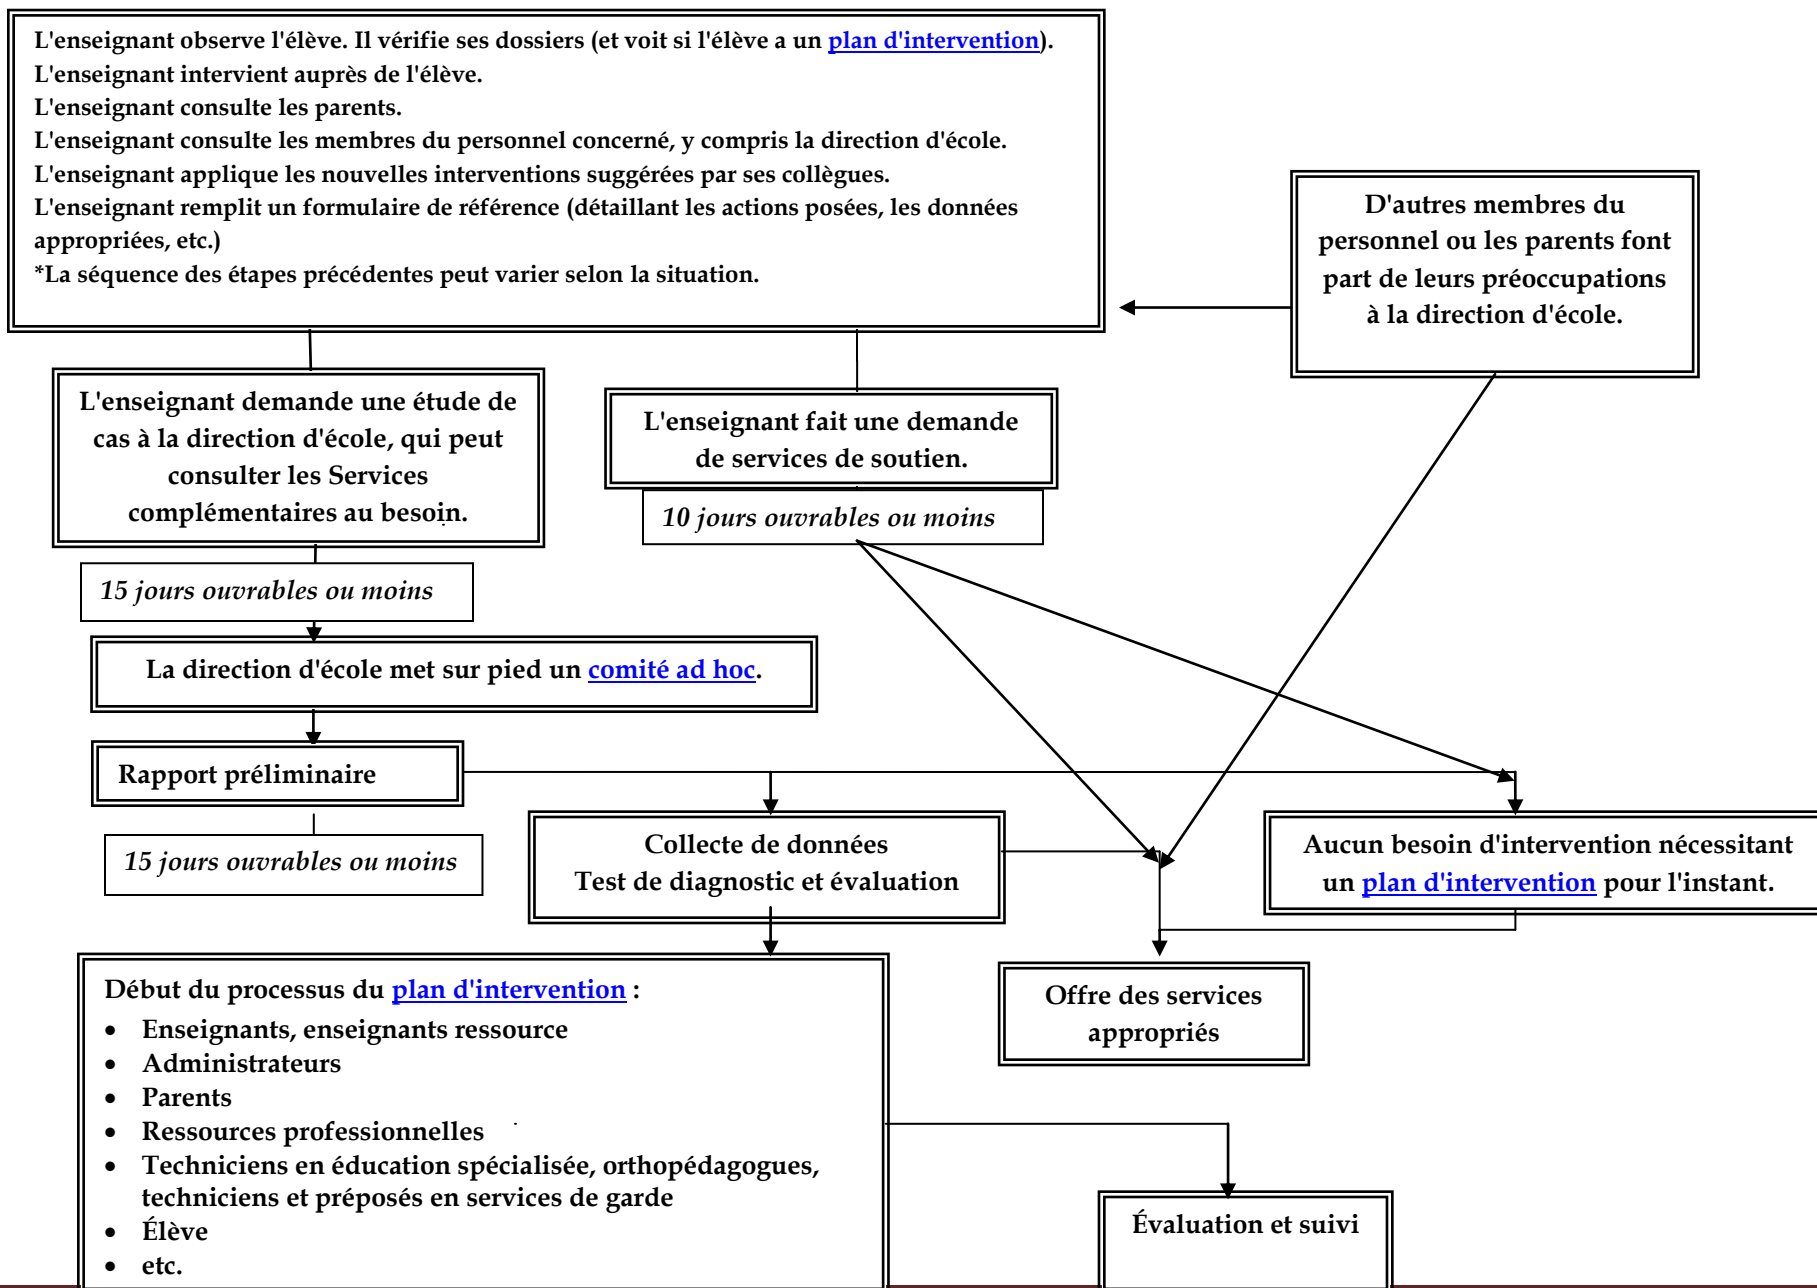 L'enseignant observe l'élève. Il vérifie ses dossiers (et voit si l'élève a un plan d'intervention).
L'enseignant intervient auprès de l'élève.
L'enseignant consulte les parents.
L'enseignant consulte les membres du personnel concerné, y compris la direction d'école.
L'enseignant applique les nouvelles interventions suggérées par ses collègues.
L'enseignant remplit un formulaire de référence (détaillant les actions posées, les données
appropriées, etc.)
*La séquence des étapes précédentes peut varier selon la situation.
D'autres membres du
personnel ou les parents font
part de leurs préoccupations
à la direction d'école.
L'enseignant demande une étude de
cas à la direction d'école, qui peut
consulter les Services
complémentaires au besoin.
L'enseignant fait une demande
de services de soutien.
10 jours ouvrables ou moins
15 jours ouvrables ou moins
La direction d'école met sur pied un comité ad hoc.
Rapport préliminaire
15 jours ouvrables ou moins
Collecte de données
Test de diagnostic et évaluation
Aucun besoin d'intervention nécessitant
un plan d'intervention pour l'instant.
Début du processus du plan d'intervention :
• Enseignants, enseignants ressource
• Administrateurs
• Parents
• Ressources professionnelles
• Techniciens en éducation spécialisée, orthopédagogues,
techniciens et préposés en services de garde
• Élève
• etc.
Offre des services
appropriés
Évaluation et suivi